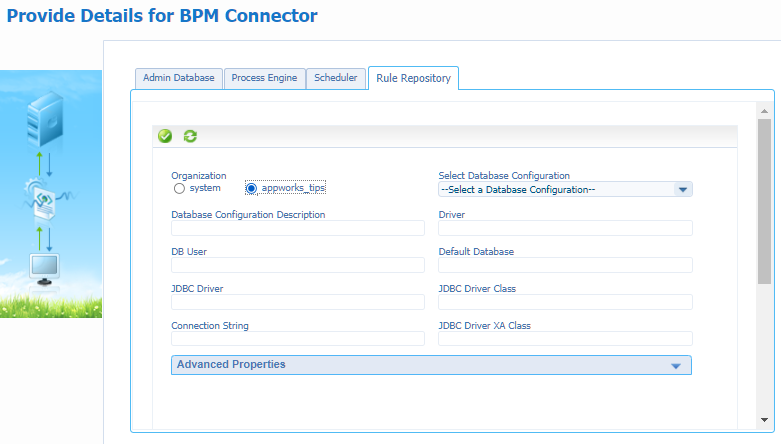 Provide Details for BPM Connector
Admin Database Process Engine Scheduler Rule Repository
Organization Select Database Configuration
system appworks_tips --Select a Database Configuration--
Database Configuration Description Driver
DB User Default Database
JDBC Driver JDBC Driver Class
Connection String JDBC Driver XA Class
Advanced Properties